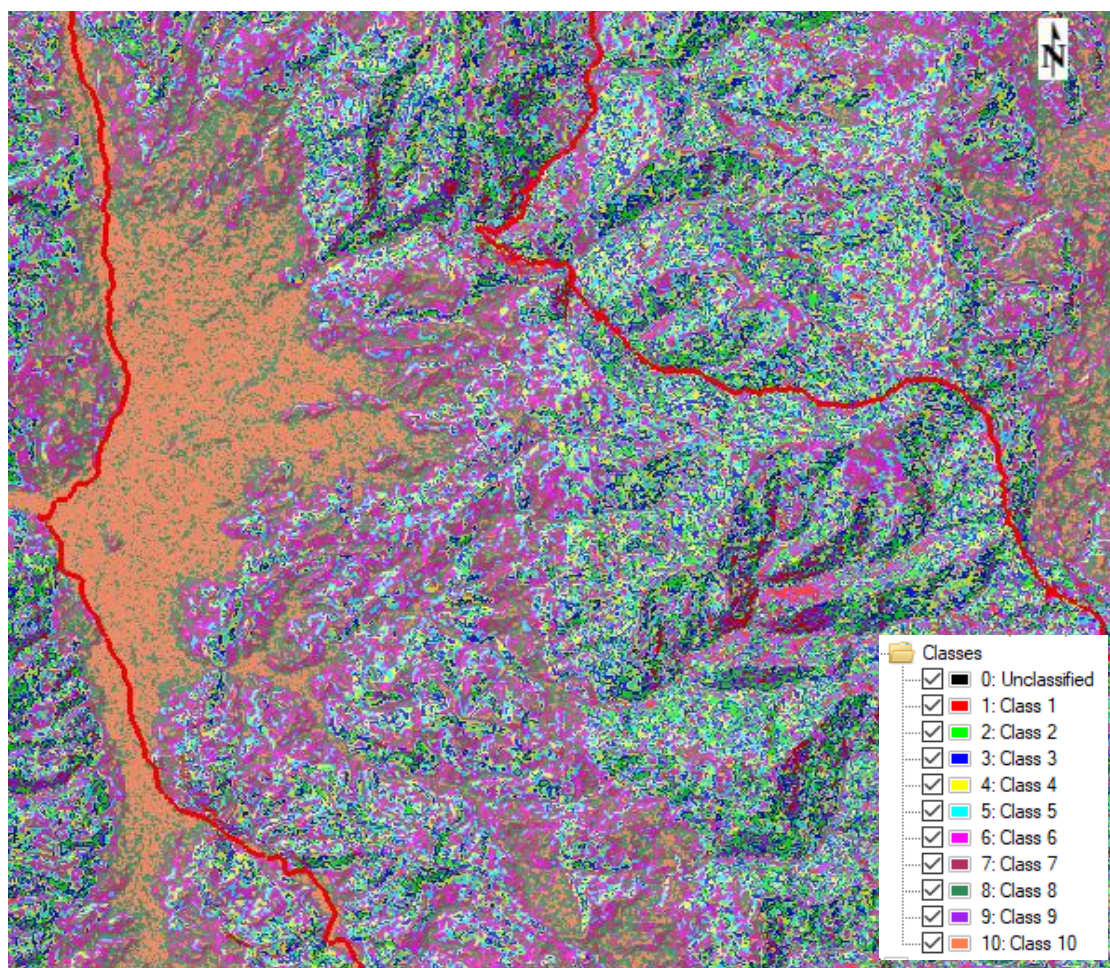 N
Classes
0: Unclassified
1: Class 1
2: Class 2
3: Class 3
4: Class 4
5: Class 5
6: Class 6
7: Class 7
8: Class 8
9: Class 9
10: Class 10